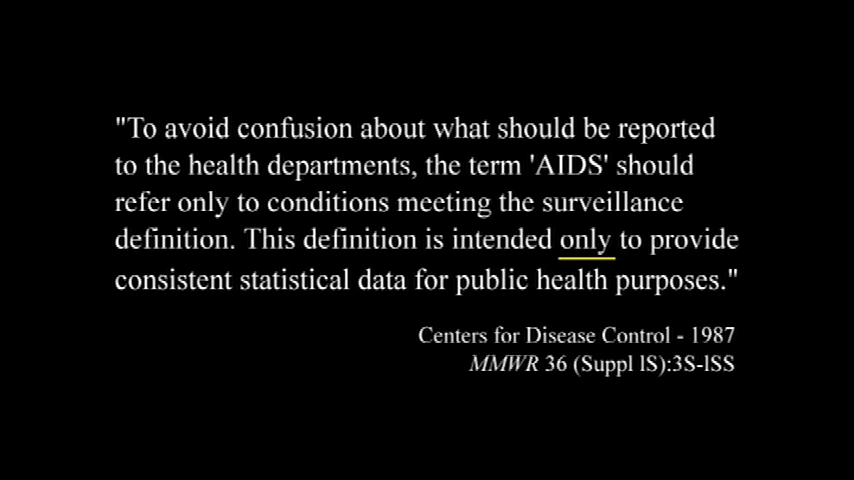 "To avoid confusion about what should be reported
to the health departments, the term 'AIDS' should
refer only to conditions meeting the surveillance
definition. This definition is intended only to provide
consistent statistical data for public health purposes."
Centers for Disease Control - 1987
MMWR 36 (Suppl lS):3S-lSS